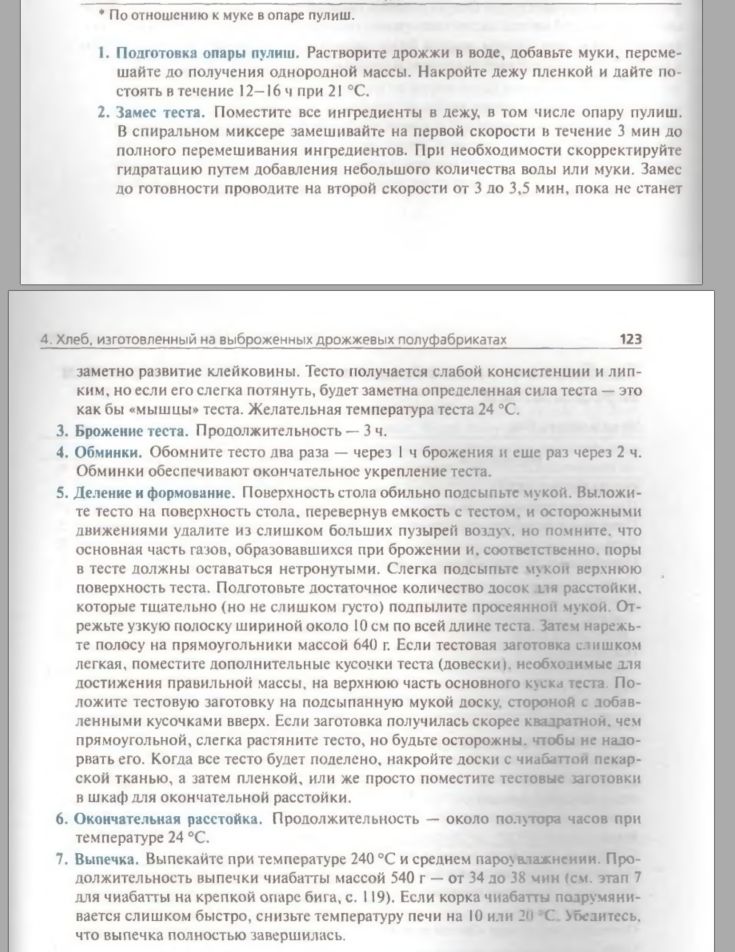 * По отношению к муке в опаре пулиш.
1. Подготовка опары пулиш. Растворите дрожжи в воде, добавьте муки, переме-
шайте до получения однородной массы. Накройте дежу пленкой и дайте по-
стоять в течение 12–16 ч при 21 °С.
2. Замес теста. Поместите все ингредиенты в дежу, в том числе опару пулиш.
В спиральном миксере замешивайте на первой скорости в течение 3 мин до
полного перемешивания ингредиентов. При необходимости скорректируйте
гидратацию путем добавления небольшого количества воды или муки. Замес
до готовности проводите на второй скорости от 3 до 3,5 мин, пока не станет
4. Хлеб, изготовленный на выброженных дрожжевых полуфабрикатах 123
заметно развитие клейковины. Тесто получается слабой консистенции и лип-
ким, но если его слегка потянуть, будет заметна определенная сила теста — это
как бы «мышцы» теста. Желательная температура теста 24 °С.
3. Брожение теста. Продолжительность — 3 ч.
4. Обминки. Обомните тесто два раза — через 1 ч брожения и еще раз через 2 ч.
Обминки обеспечивают окончательное укрепление теста.
5. Деление и формование. Поверхность стола обильно подсыпьте мукой. Выложи-
те тесто на поверхность стола, перевернув емкость с тестом, и осторожными
движениями удалите из слишком больших пузырей воздух, но помните, что
основная часть газов, образовавшихся при брожении и, соответственно, поры
в тесте должны оставаться нетронутыми. Слегка подсыпьте мукой верхнюю
поверхность теста. Подготовьте достаточное количество досок для расстойки,
которые тщательно (но не слишком густо) подпылите просеянной мукой. От-
режьте узкую полоску шириной около 10 см по всей длине теста. Затем нарежь-
те полосу на прямоугольники массой 640 г. Если тестовая заготовка слишком
легкая, поместите дополнительные кусочки теста (довески), необходимые для
достижения правильной массы, на верхнюю часть основного куска теста. По-
ложите тестовую заготовку на подсыпанную мукой доску, стороной с добав-
ленными кусочками вверх. Если заготовка получилась скорее квадратной, чем
прямоугольной, слегка растяните тесто, но будьте осторожны, чтобы не надо-
рвать его. Когда все тесто будет поделено, накройте доски с чиабаттой пекар-
ской тканью, а затем пленкой, или же просто поместите тестовые заготовки
в шкаф для окончательной расстойки.
6. Окончательная расстойка. Продолжительность — около полутора часов при
температуре 24 °С.
7. Выпечка. Выпекайте при температуре 240 °С и среднем пароувлажнении. Про-
должительность выпечки чиабатты массой 540 г — от 34 до 38 мин (см. этап 7
для чиабатты на крепкой опаре бига, с. 119). Если корка чиабатты подрумяни-
вается слишком быстро, снизьте температуру печи на 10 или 20 °С. Убедитесь,
что выпечка полностью завершилась.